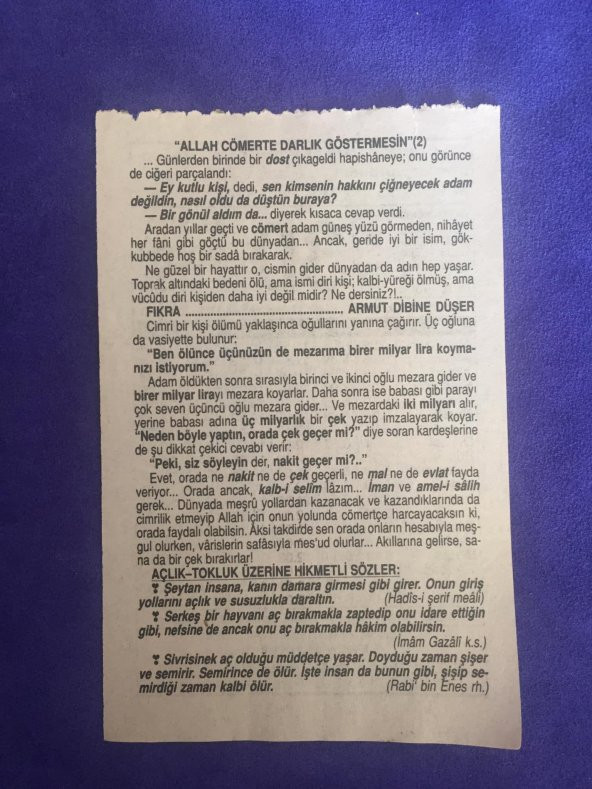 "ALLAH CÖMERTE DARLIK GÖSTERMESİN"(2)
... Günlerden birinde bir dost çıkageldi hapishâneye; onu görünce
de ciğeri parçalandı:
— Ey kutlu kişi, dedi, sen kimsenin hakkını çiğneyecek adam
değildin, nasıl oldu da düştün buraya?
— Bir gönül aldım da... diyerek kısaca cevap verdi.
Aradan yıllar geçti ve cömert adam güneş yüzü görmeden, nihâyet
her fâni gibi göçtü bu dünyadan... Ancak, geride iyi bir isim, gök-
kubbede hoş bir sadâ bırakarak.
Ne güzel bir hayattır o, cismin gider dünyadan da adın hep yaşar.
Toprak altındaki bedeni ölü, ama ismi diri kişi; kalbi-yüreği ölmüş, ama
vücûdu diri kişiden daha iyi değil midir? Ne dersiniz?!..
FIKRA .................................................. ARMUT DİBİNE DÜŞER
Cimri bir kişi ölümü yaklaşınca oğullarını yanına çağırır. Üç oğluna
da vasiyette bulunur:
"Ben ölünce üçünüzün de mezarıma birer milyar lira koyma-
nızı istiyorum."
Adam öldükten sonra sırasıyla birinci ve ikinci oğlu mezara gider ve
birer milyar lirayı mezara koyarlar. Daha sonra ise babası gibi parayı
çok seven üçüncü oğlu mezara gider... Ve mezardaki iki milyarı alır,
yerine babası adına üç milyarlık bir çek yazıp imzalayarak koyar.
"Neden böyle yaptın, orada çek geçer mi?" diye soran kardeşlerine
de şu dikkat çekici cevabı verir:
"Peki, siz söyleyin der, nakit geçer mi?.."
Evet, orada ne nakit ne de çek geçerli, ne mal ne de evlat fayda
veriyor... Orada ancak, kalb-i selîm lâzım... İman ve amel-i sâlih
gerek... Dünyada meşrû yollardan kazanacak ve kazandıklarında da
cimrilik etmeyip Allah için onun yolunda cömertçe harcayacaksın ki,
orada faydalı olabilsin. Aksi takdirde sen orada onların hesabıyla meş-
gul olurken, vârislerin safâsıyla mes'ud olurlar... Akıllarına gelirse, sa-
na da bir çek bırakırlar!
AÇLIK–TOKLUK ÜZERİNE HİKMETLİ SÖZLER:
❣ Şeytan insana, kanın damara girmesi gibi girer. Onun giriş
yollarını açlık ve susuzlukla daraltın. (Hadîs-i şerif meâli)
❣ Serkeş bir hayvanı aç bırakmakla zaptedip onu idare ettiğin
gibi, nefsine de ancak onu aç bırakmakla hâkim olabilirsin.
(İmâm Gazâlî k.s.)
❣ Sivrisinek aç olduğu müddetçe yaşar. Doyduğu zaman şişer
ve semirir. Semirince de ölür. İşte insan da bunun gibi, şişip se-
mirdiği zaman kalbi ölür. (Rabi' bin Enes rh.)